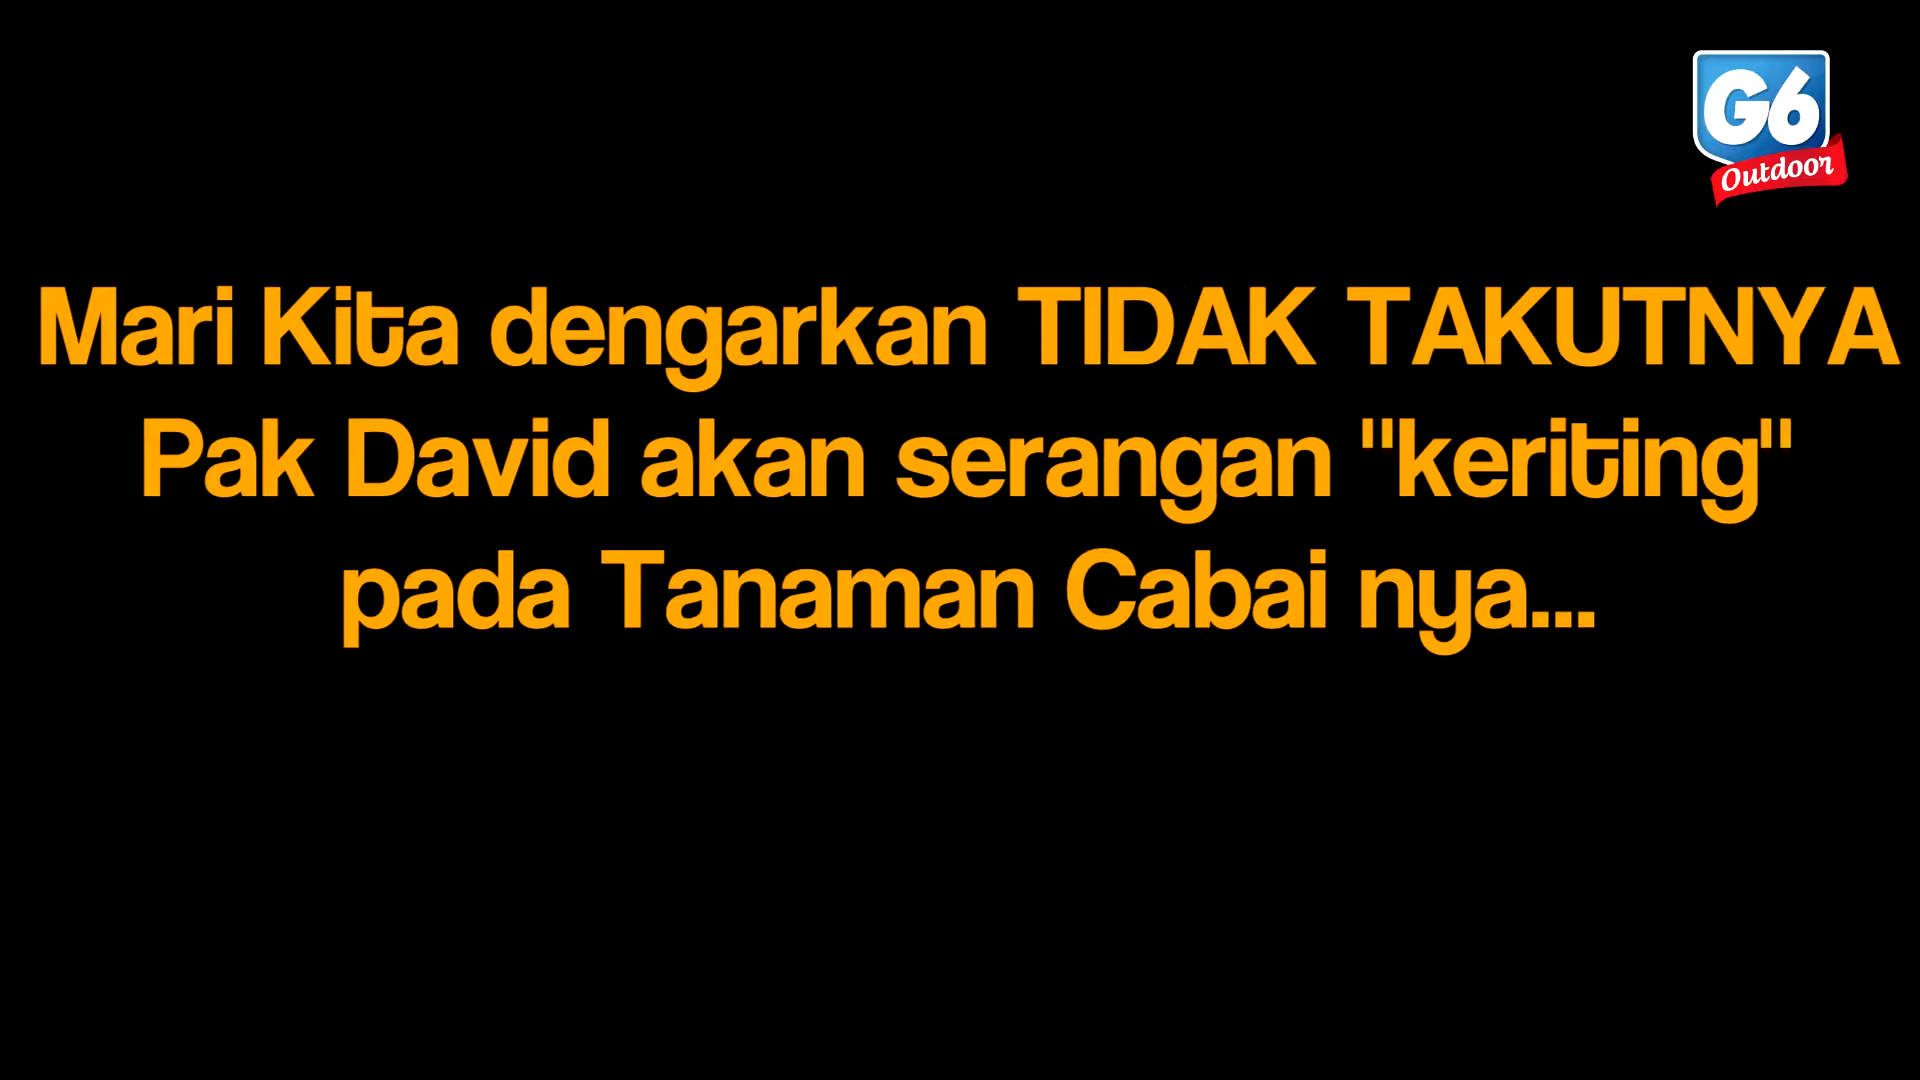 G6
Outdoor
Mari Kita dengarkan TIDAK TAKUTNYA
Pak David akan serangan "keriting"
pada Tanaman Cabai nya...